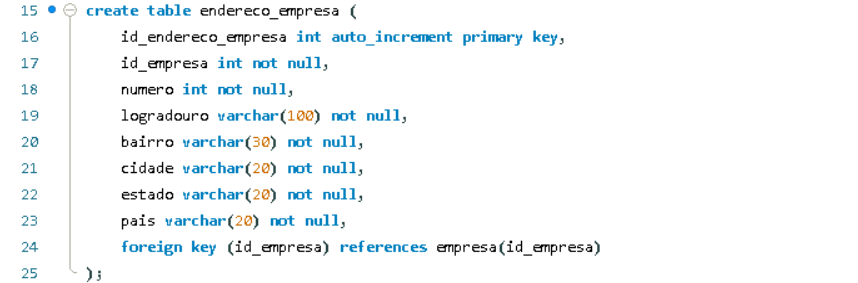 15 create table endereco_empresa (
16 id_endereco_empresa int auto_increment primary key,
17 id_empresa int not null,
18 numero int not null,
19 logradouro varchar(100) not null,
20 bairro varchar(30) not null,
21 cidade varchar(20) not null,
22 estado varchar(20) not null,
23 pais varchar(20) not null,
24 foreign key (id_empresa) references empresa(id_empresa)
25 );